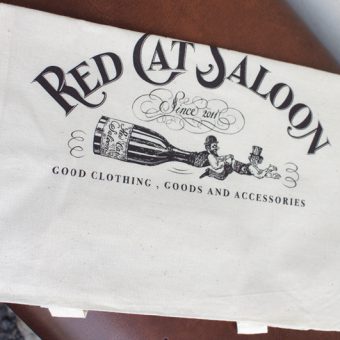 RED CAT SALOON
Since 2011
GOOD CLOTHING , GOODS AND ACCESSORIES